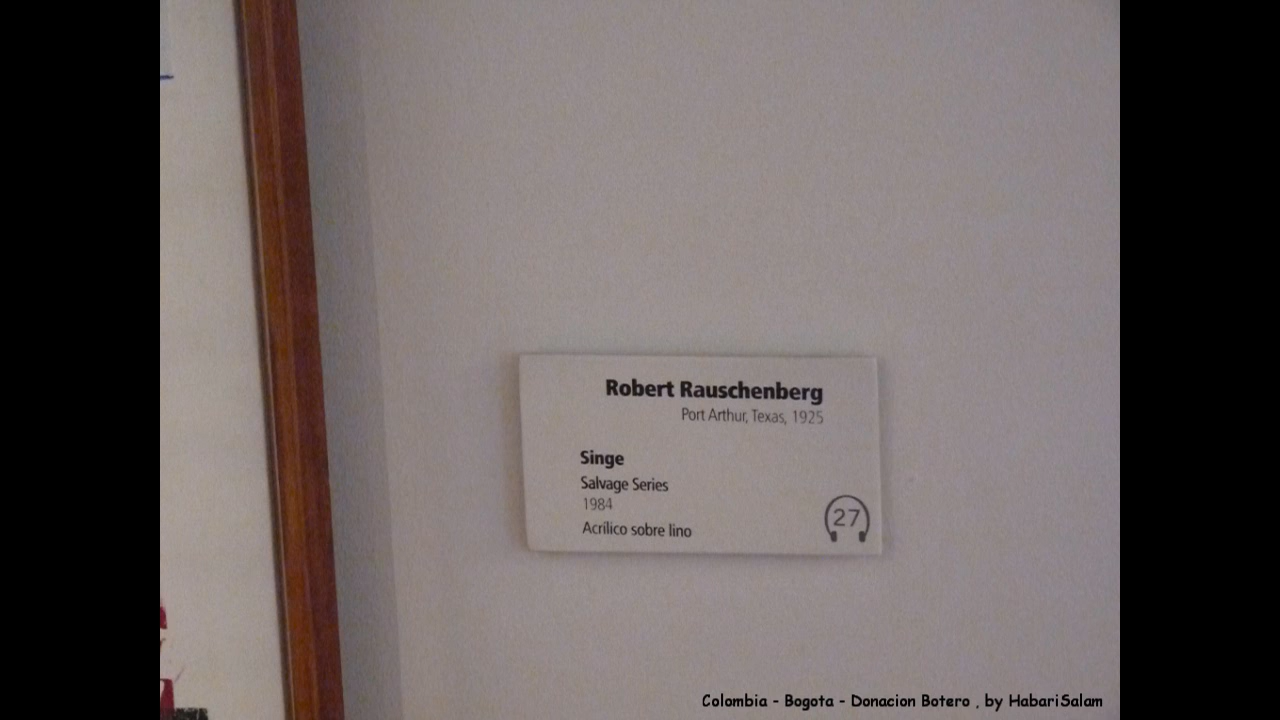 Robert Rauschenberg
Port Arthur, Texas, 1925
Singe
Salvage Series
1984
Acrílico sobre lino
27
Colombia - Bogota - Donacion Botero , by HabariSalam